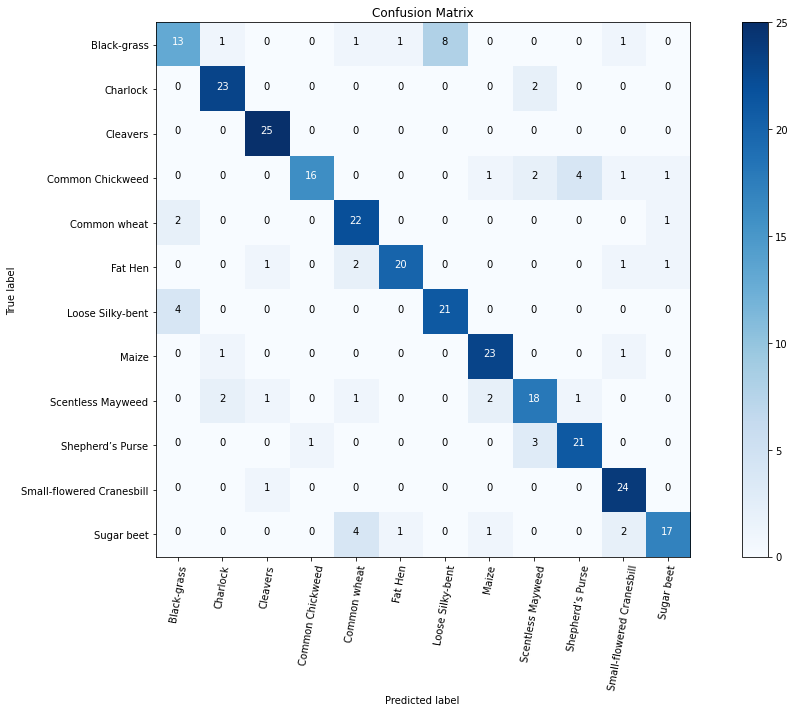 Confusion Matrix
True label
Black-grass 13 1 0 0 1 1 8 0 0 0 1 0
Charlock 0 23 0 0 0 0 0 0 2 0 0 0
Cleavers 0 0 25 0 0 0 0 0 0 0 0 0
Common Chickweed 0 0 0 16 0 0 0 1 2 4 1 1
Common wheat 2 0 0 0 22 0 0 0 0 0 0 1
Fat Hen 0 0 1 0 2 20 0 0 0 0 1 1
Loose Silky-bent 4 0 0 0 0 0 21 0 0 0 0 0
Maize 0 1 0 0 0 0 0 23 0 0 1 0
Scentless Mayweed 0 2 1 0 1 0 0 2 18 1 0 0
Shepherd’s Purse 0 0 0 1 0 0 0 0 3 21 0 0
Small-flowered Cranesbill 0 0 1 0 0 0 0 0 0 0 24 0
Sugar beet 0 0 0 0 4 1 0 1 0 0 2 17
Black-grass
Charlock
Cleavers
Common Chickweed
Common wheat
Fat Hen
Loose Silky-bent
Maize
Scentless Mayweed
Shepherd’s Purse
Small-flowered Cranesbill
Sugar beet
Predicted label
25
20
15
10
5
0